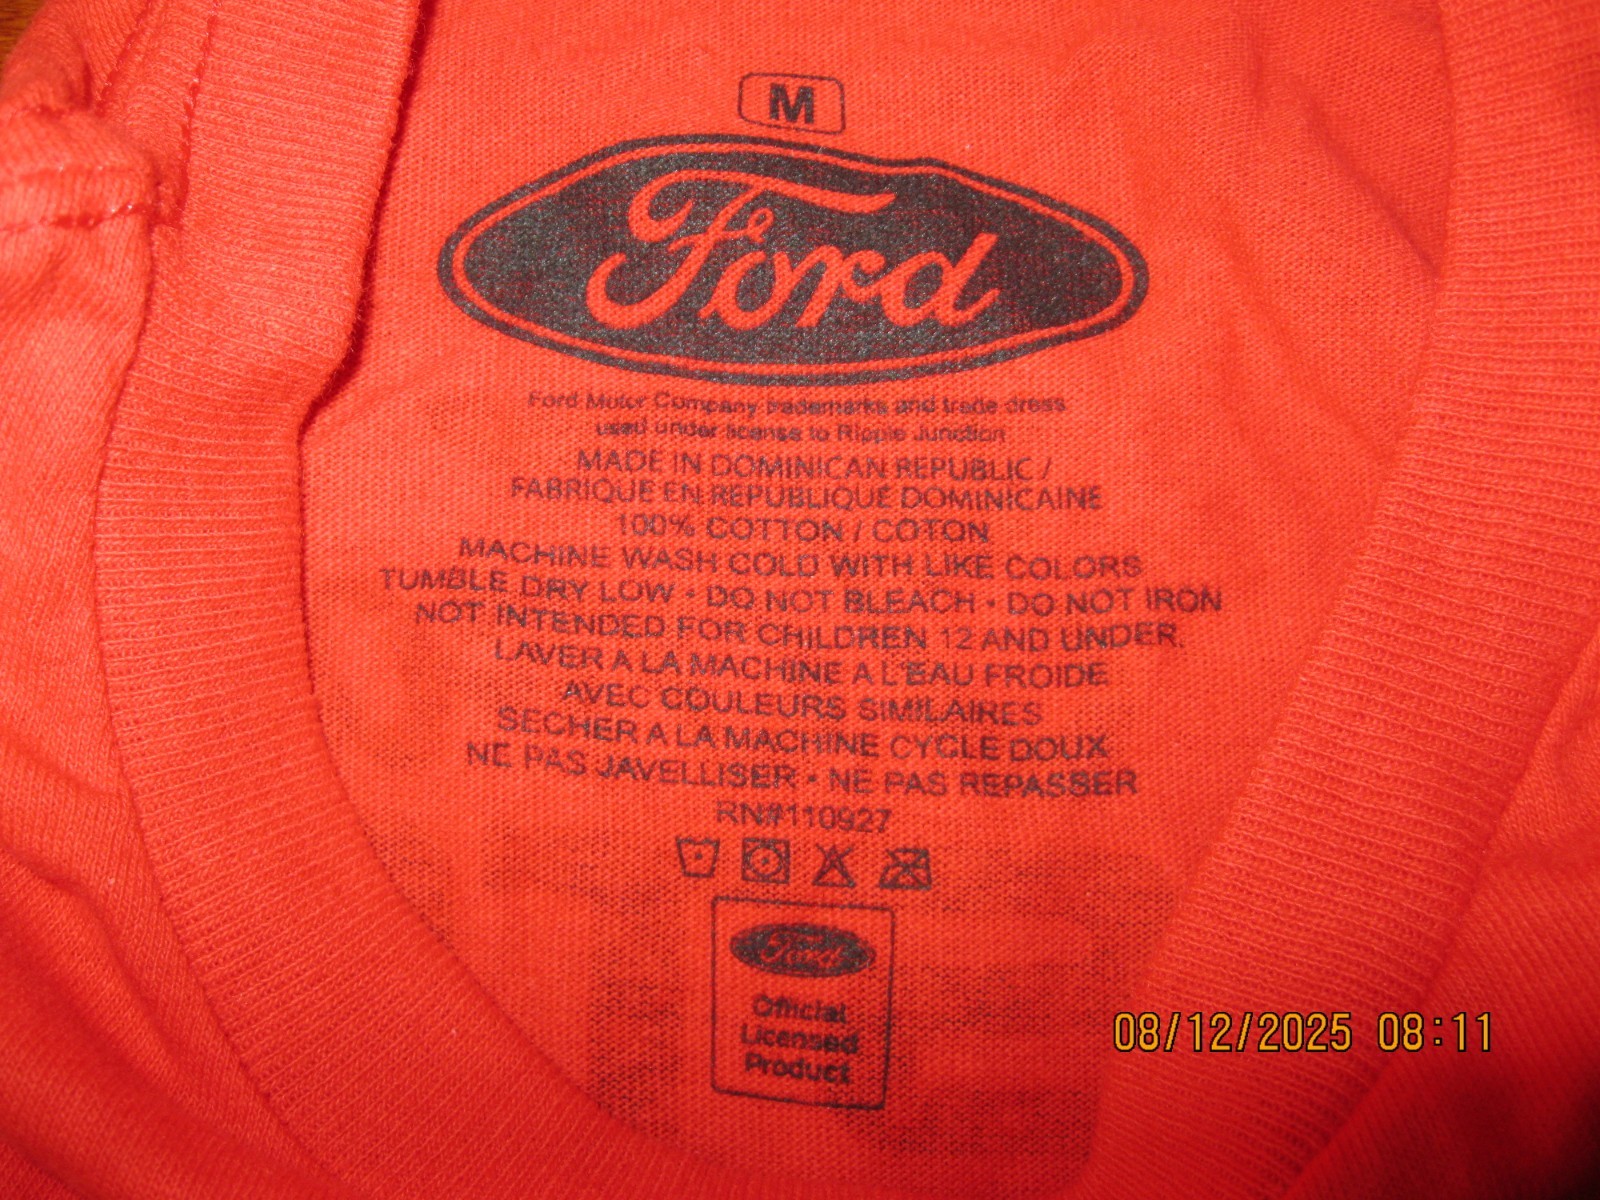 M
Ford
Ford Motor Company trademarks and trade dress
used under license to Ripple Junction
MADE IN DOMINICAN REPUBLIC /
FABRIQUE EN REPUBLIQUE DOMINICAINE
100% COTTON / COTON
MACHINE WASH COLD WITH LIKE COLORS
TUMBLE DRY LOW • DO NOT BLEACH • DO NOT IRON
NOT INTENDED FOR CHILDREN 12 AND UNDER.
LAVER A LA MACHINE A L'EAU FROIDE
AVEC COULEURS SIMILAIRES
SECHER A LA MACHINE CYCLE DOUX
NE PAS JAVELLISER • NE PAS REPASSER
RN#110927
Ford
Official
Licensed
Product
08/12/2025 08:11